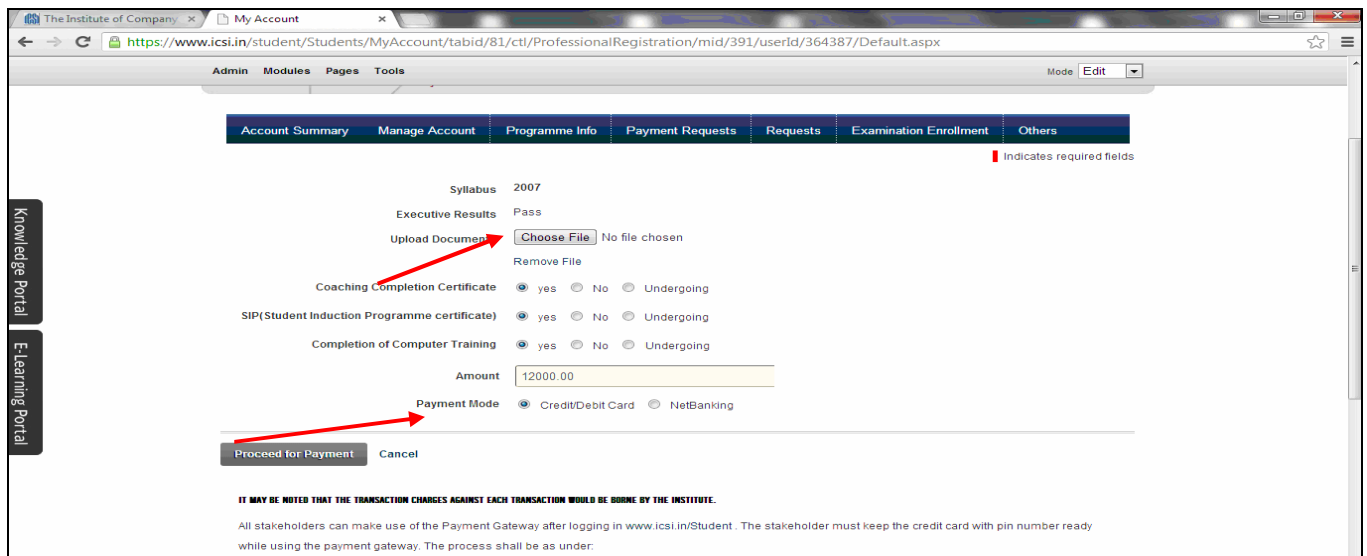 The Institute of Company
My Account
https://www.icsi.in/student/Students/MyAccount/tabid/81/ctl/ProfessionalRegistration/mid/391/userId/364387/Default.aspx
Admin Modules Pages Tools Mode Edit
Account Summary Manage Account Programme Info Payment Requests Requests Examination Enrollment Others
Indicates required fields
Syllabus 2007
Executive Results Pass
Upload Document Choose File No file chosen
Remove File
Coaching Completion Certificate yes No Undergoing
SIP(Student Induction Programme certificate) yes No Undergoing
Completion of Computer Training yes No Undergoing
Amount 12000.00
Payment Mode Credit/Debit Card NetBanking
Proceed for Payment Cancel
IT MAY BE NOTED THAT THE TRANSACTION CHARGES AGAINST EACH TRANSACTION WOULD BE BORNE BY THE INSTITUTE.
All stakeholders can make use of the Payment Gateway after logging in www.icsi.in/Student . The stakeholder must keep the credit card with pin number ready
while using the payment gateway. The process shall be as under:
Knowledge Portal
E-Learning Portal